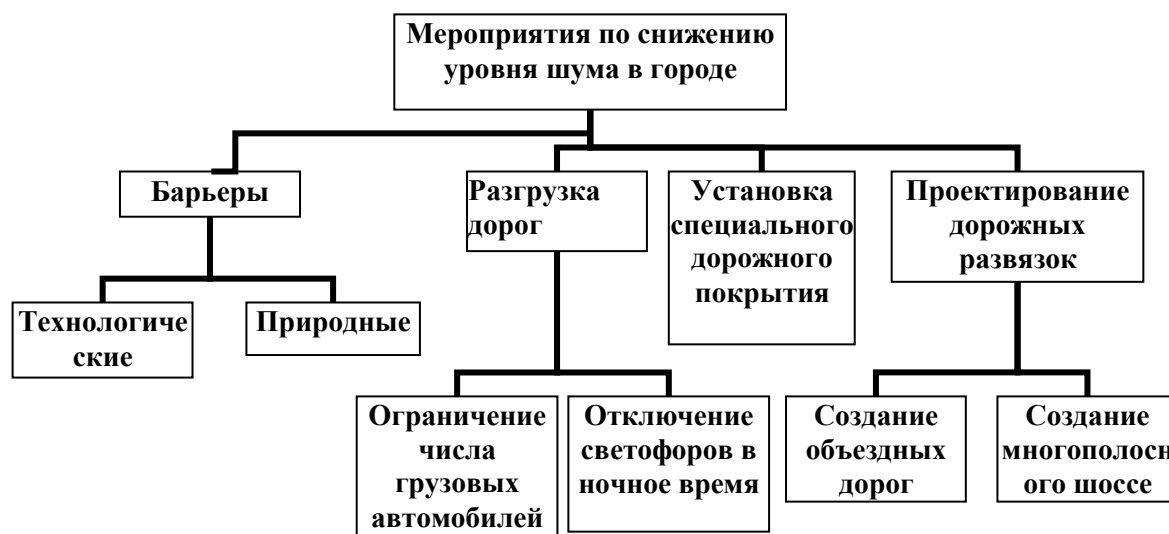 Мероприятия по снижению
уровня шума в городе
Барьеры
Разгрузка
дорог
Установка
специального
дорожного
покрытия
Проектирование
дорожных
развязок
Технологиче
ские
Природные
Ограничение
числа
грузовых
автомобилей
Отключение
светофоров в
ночное время
Создание
объездных
дорог
Создание
многополосн
ого шоссе